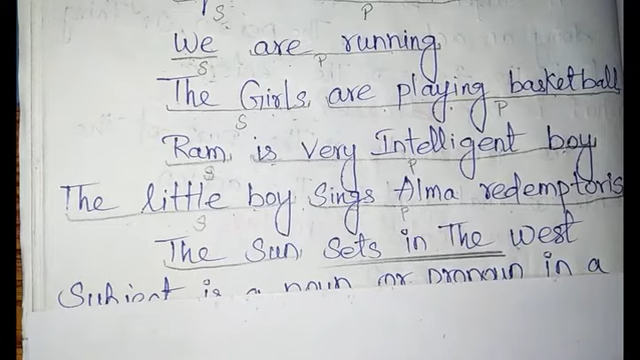 S P
We are running
S P
The Girls are playing basketball
S P
Ram is very Intelligent boy
S P
The little boy Sings Alma redemptoris
S P
The Sun Sets in The west
Subject is a noun or pronoun in a